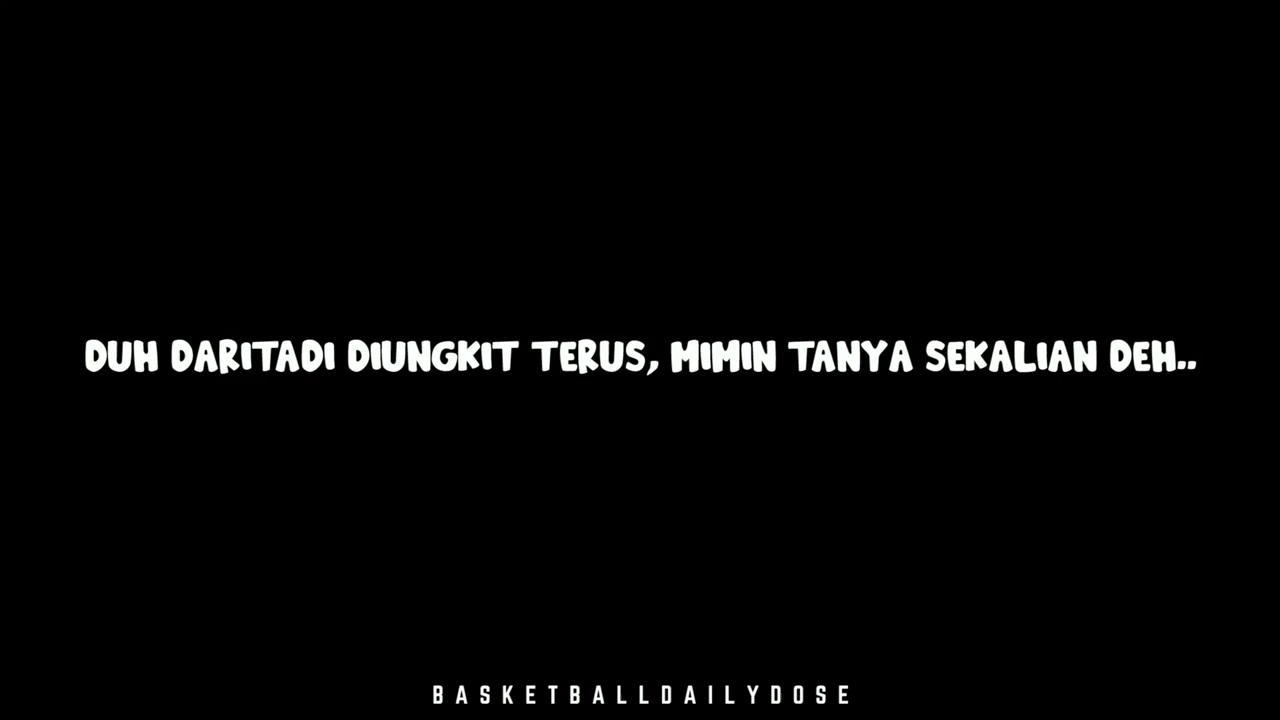 DUH DARITADI DIUNGKIT TERUS, MIMIN TANYA SEKALIAN DEH..
BASKETBALLDAILYDOSE